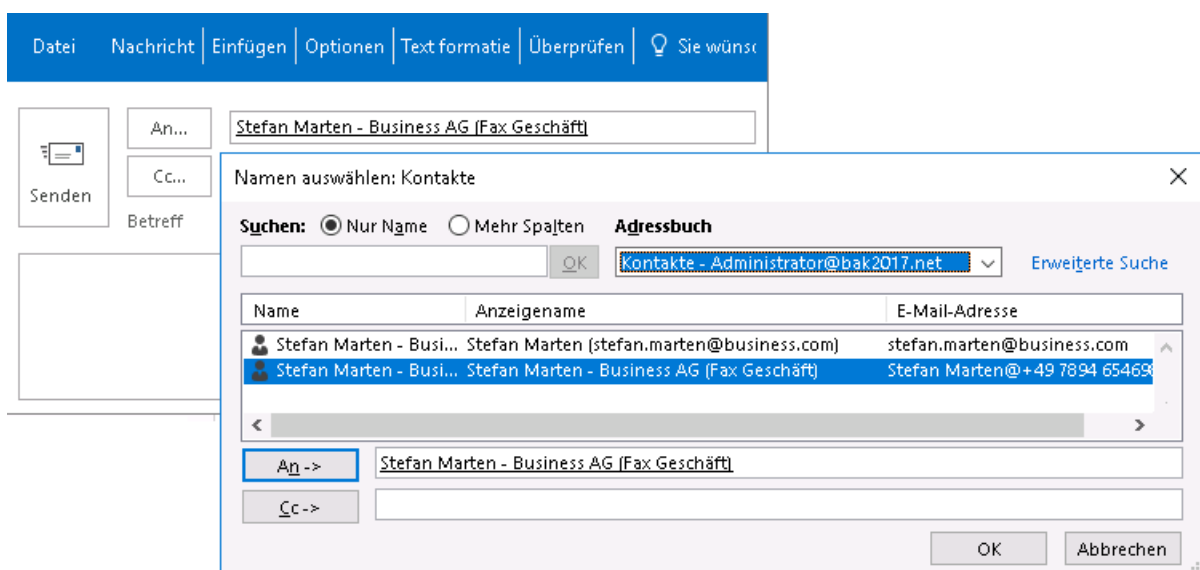 Datei Nachricht Einfügen Optionen Text formatie Überprüfen Sie wünsc
An... Stefan Marten - Business AG (Fax Geschäft)
Cc...
Senden
Betreff
Namen auswählen: Kontakte
Suchen: Nur Name Mehr Spalten Adressbuch
OK Kontakte - Administrator@bak2017.net Erweiterte Suche
Name Anzeigename E-Mail-Adresse
Stefan Marten - Busi... Stefan Marten (stefan.marten@business.com) stefan.marten@business.com
Stefan Marten - Busi... Stefan Marten - Business AG (Fax Geschäft) Stefan Marten@+49 7894 654698
An -> Stefan Marten - Business AG (Fax Geschäft)
Cc ->
OK Abbrechen